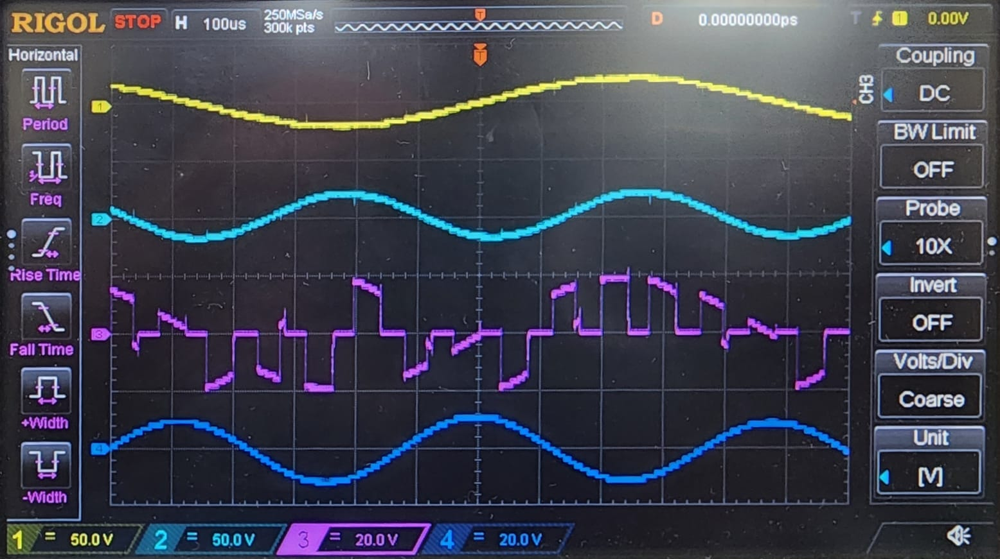 RIGOL STOP H 100us 250MSa/s 300k pts T D 0.00000000ps T 1 0.00V
Horizontal
Period
Freq
Rise Time
Fall Time
+Width
-Width
T
1
2
3
4
CH3
Coupling
DC
BW Limit
OFF
Probe
10X
Invert
OFF
Volts/Div
Coarse
Unit
[V]
1 = 50.0 V 2 = 50.0 V 3 = 20.0 V 4 = 20.0 V